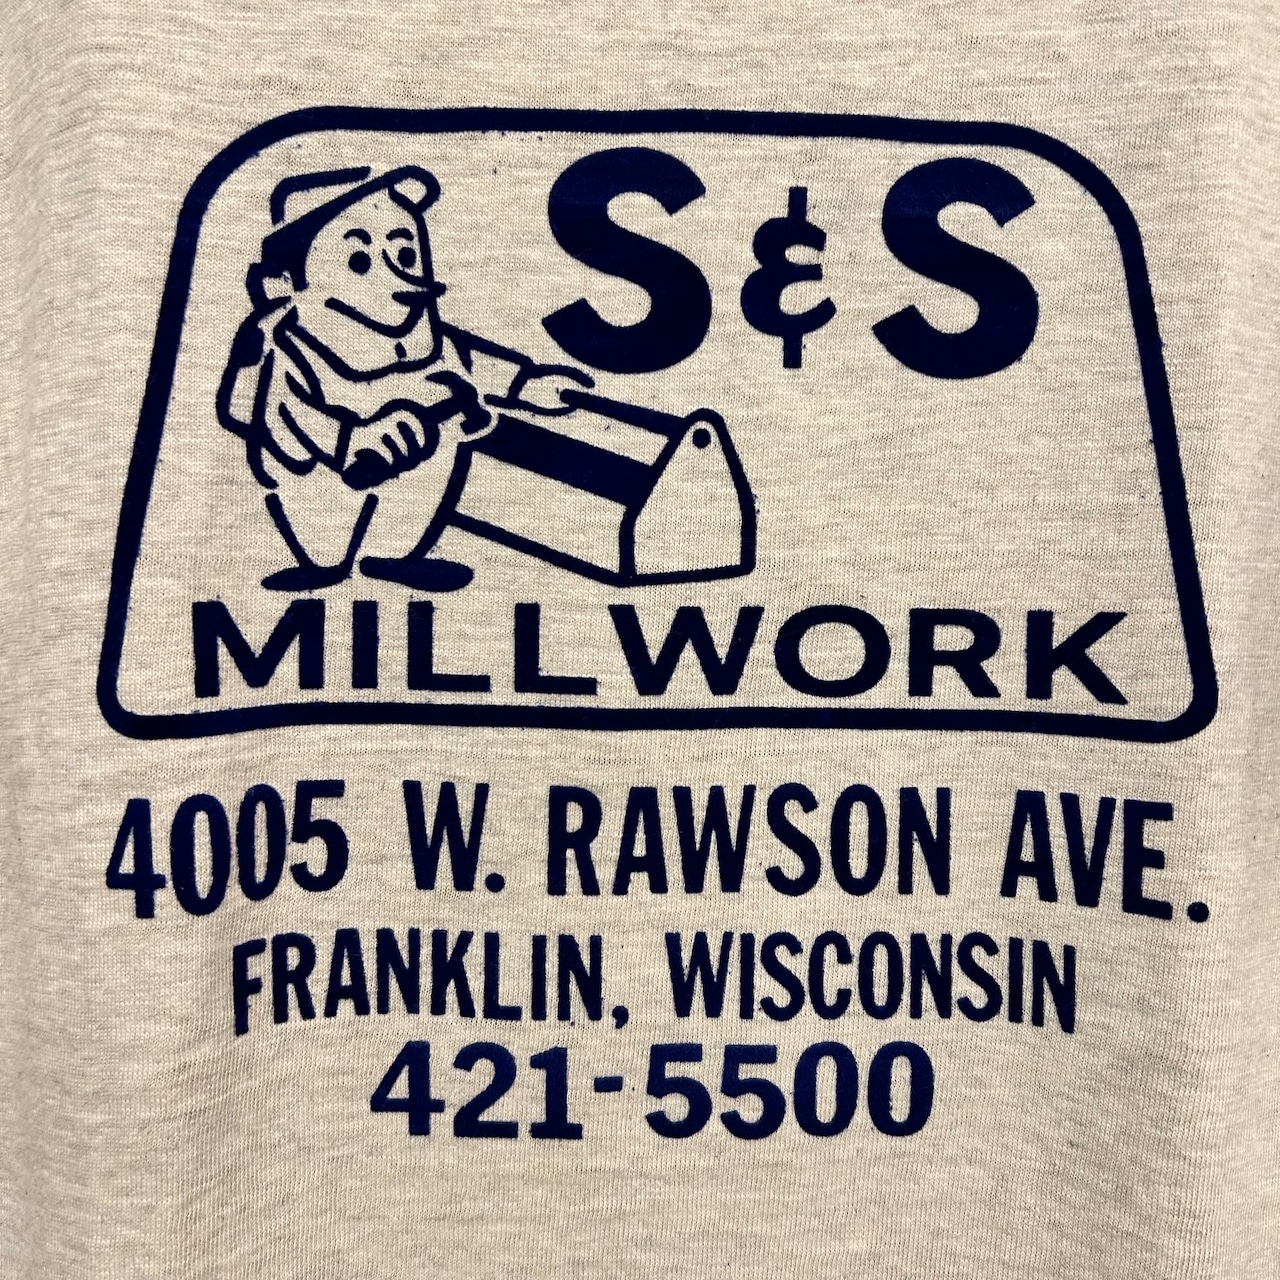 S & S
MILLWORK
4005 W. RAWSON AVE.
FRANKLIN, WISCONSIN
421-5500